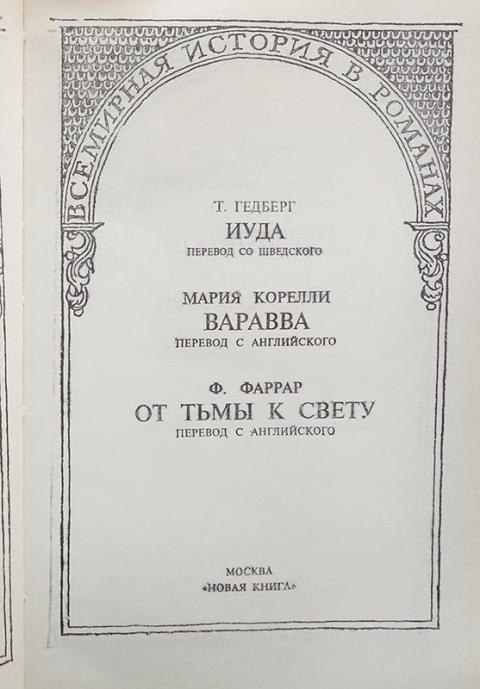 ВСЕМИРНАЯ ИСТОРИЯ В РОМАНАХ
Т. ГЕДБЕРГ
ИУДА
ПЕРЕВОД СО ШВЕДСКОГО
МАРИЯ КОРЕЛЛИ
ВАРАВВА
ПЕРЕВОД С АНГЛИЙСКОГО
Ф. ФАРРАР
ОТ ТЬМЫ К СВЕТУ
ПЕРЕВОД С АНГЛИЙСКОГО
МОСКВА
«НОВАЯ КНИГА»